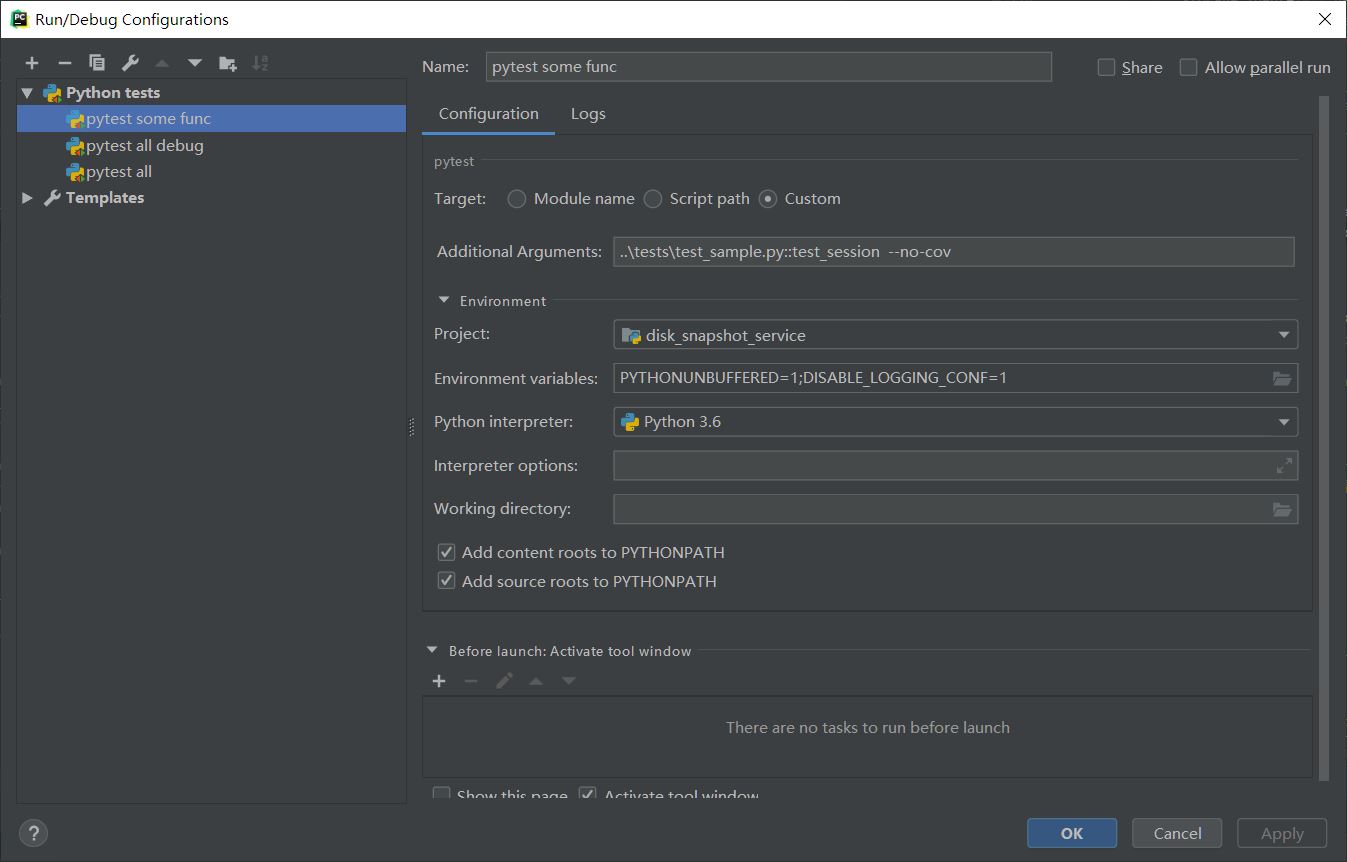 PC Run/Debug Configurations
Name: pytest some func Share Allow parallel run
Python tests
pytest some func
pytest all debug
pytest all
Templates
Configuration Logs
pytest
Target: Module name Script path Custom
Additional Arguments: ..\tests\test_sample.py::test_session --no-cov
Environment
Project: disk_snapshot_service
Environment variables: PYTHONUNBUFFERED=1;DISABLE_LOGGING_CONF=1
Python interpreter: Python 3.6
Interpreter options:
Working directory:
Add content roots to PYTHONPATH
Add source roots to PYTHONPATH
Before launch: Activate tool window
There are no tasks to run before launch
Show this page Activate tool window
? OK Cancel Apply